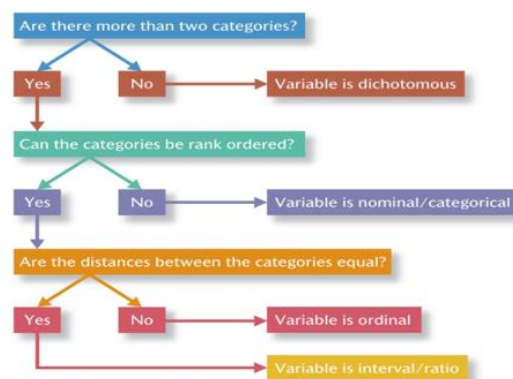 Are there more than two categories?
Yes
No
Variable is dichotomous
Can the categories be rank ordered?
Yes
No
Variable is nominal/categorical
Are the distances between the categories equal?
Yes
No
Variable is ordinal
Variable is interval/ratio